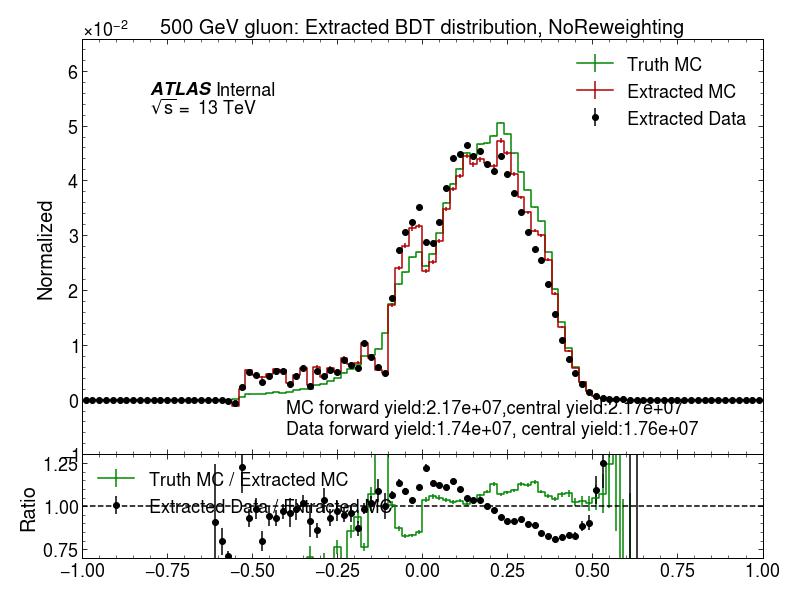 ×10⁻² 500 GeV gluon: Extracted BDT distribution, NoReweighting
6
5
4
3
2
1
0
Normalized
ATLAS Internal
√s = 13 TeV
Truth MC
Extracted MC
Extracted Data
MC forward yield:2.17e+07,central yield:2.17e+07
Data forward yield:1.74e+07, central yield:1.76e+07
1
1.25
1.00
0.75
Ratio
Truth MC / Extracted MC
Extracted Data / Extracted MC
−1.00 −0.75 −0.50 −0.25 0.00 0.25 0.50 0.75 1.00